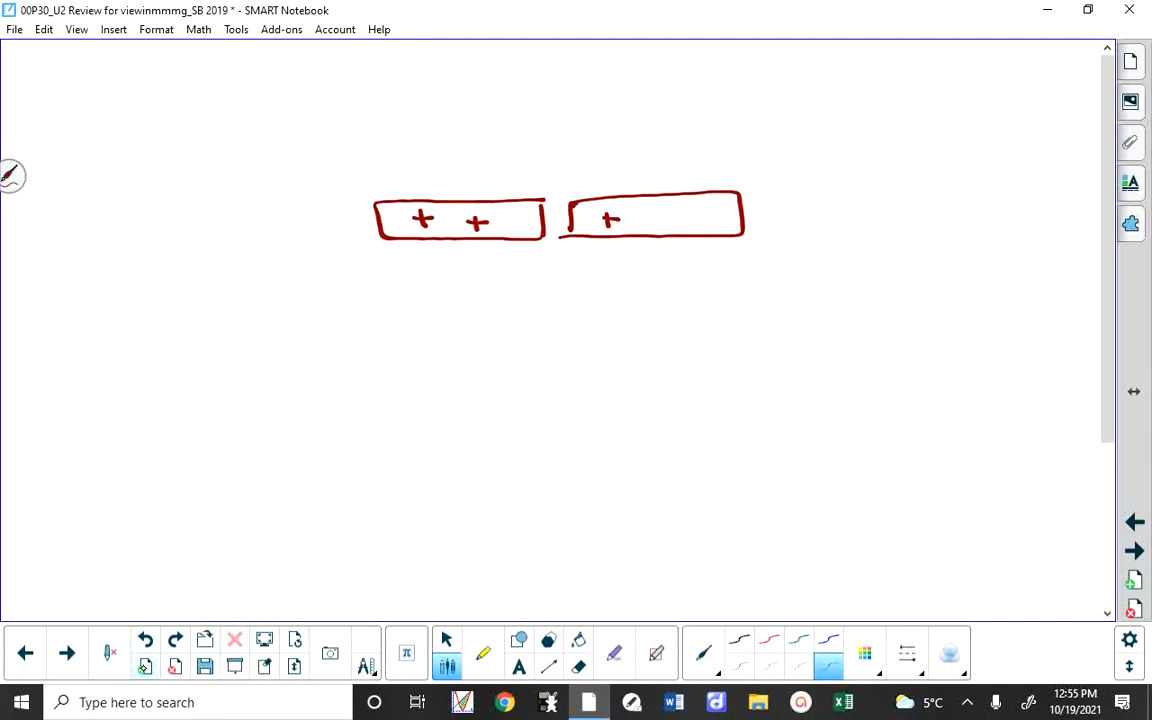 00P30_U2 Review for viewinmmmg_SB 2019 * - SMART Notebook
File Edit View Insert Format Math Tools Add-ons Account Help
+ + +
Type here to search
5°C
12:55 PM
10/19/2021